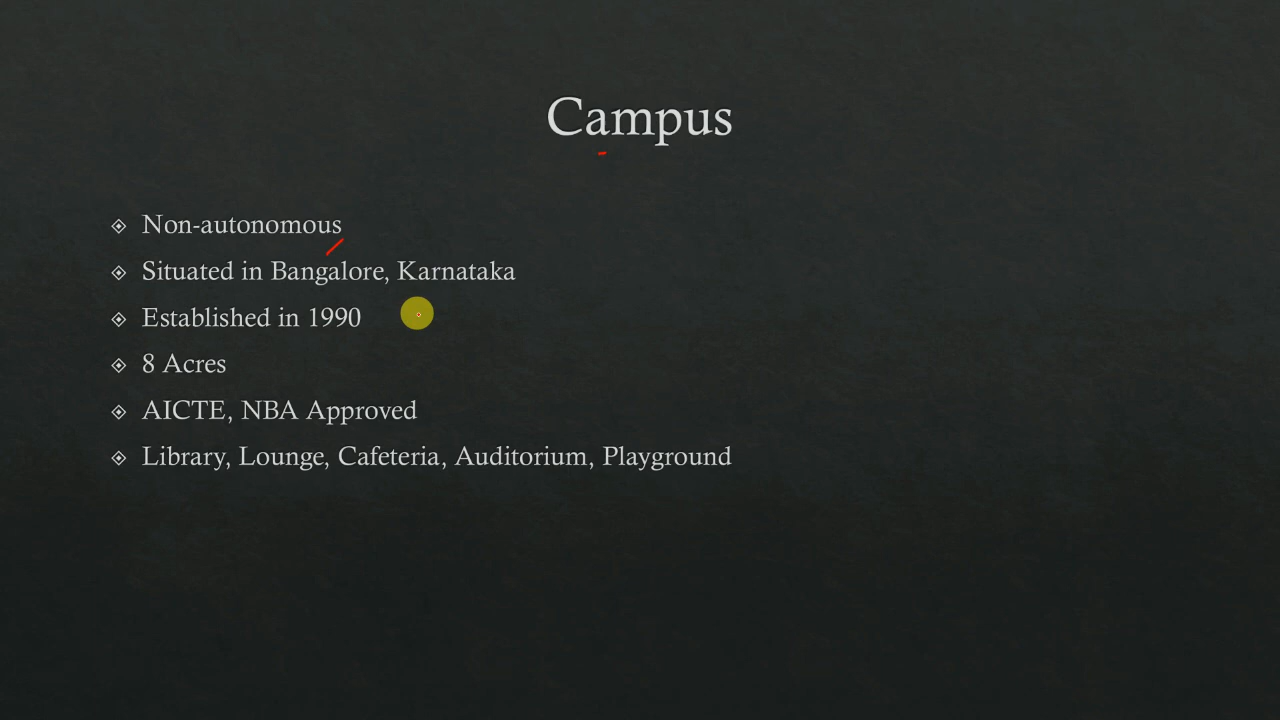 Campus
Non-autonomous
Situated in Bangalore, Karnataka
Established in 1990
8 Acres
AICTE, NBA Approved
Library, Lounge, Cafeteria, Auditorium, Playground